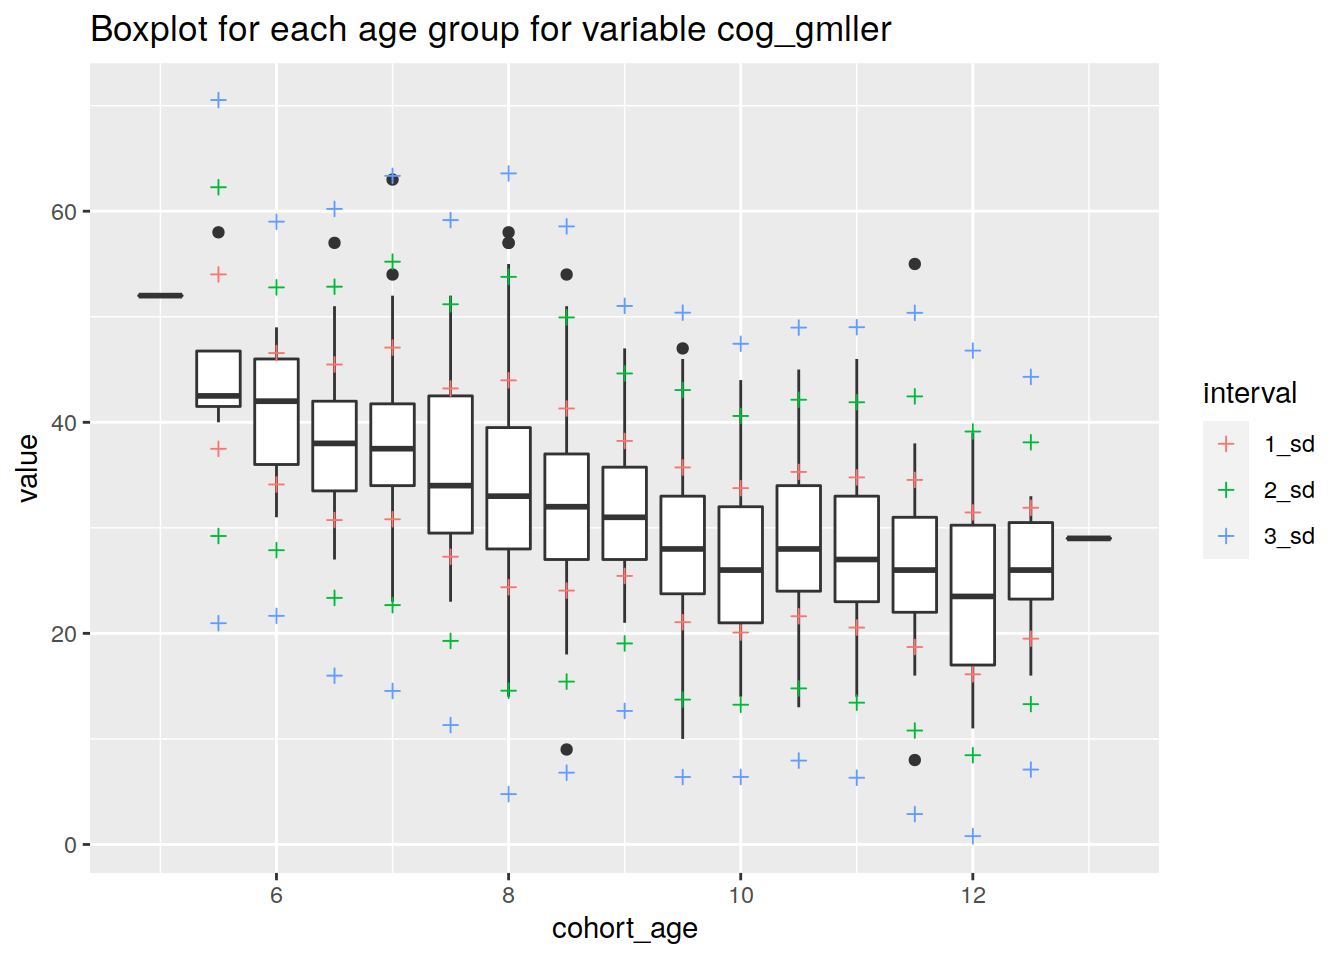 Boxplot for each age group for variable cog_gmller
value
60
40
20
0
6
8
10
12
cohort_age
interval
1_sd
2_sd
3_sd